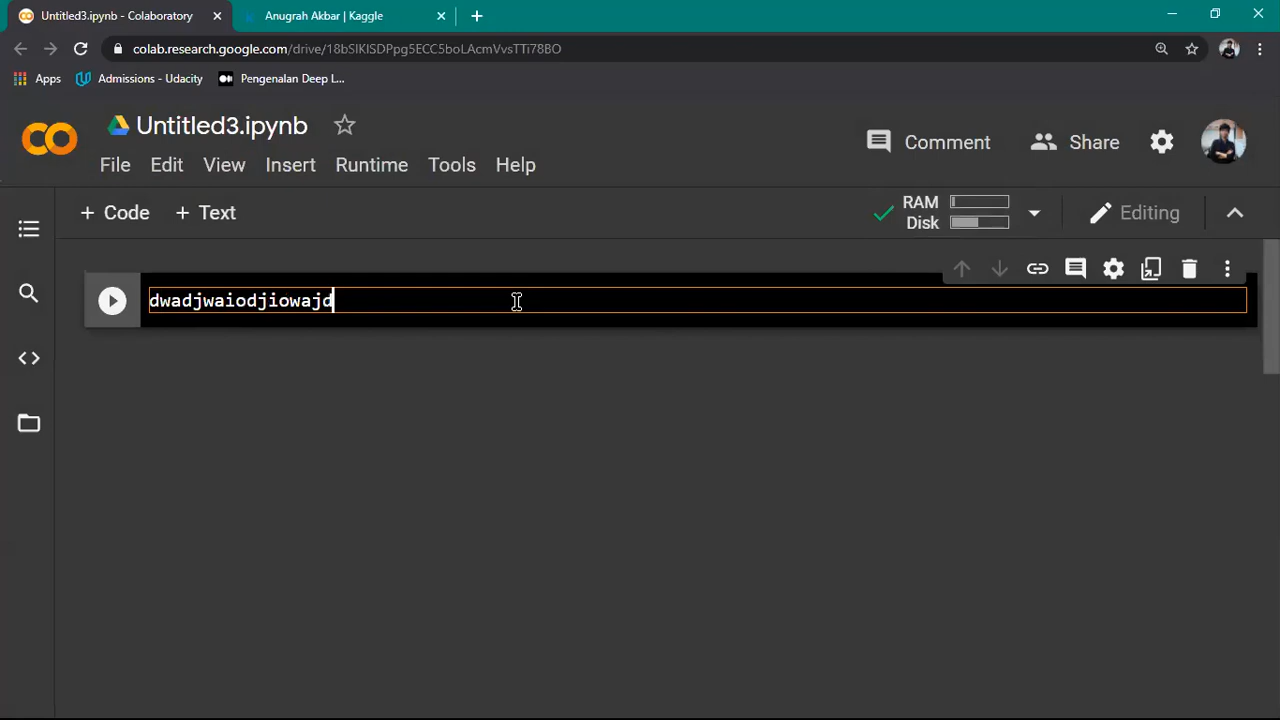 Untitled3.ipynb - Colaboratory
Anugrah Akbar | Kaggle
colab.research.google.com/drive/18bSIKISDPpg5ECC5boLAcmVvsTTi78BO
Apps
Admissions - Udacity
Pengenalan Deep L...
Untitled3.ipynb
Comment
Share
File Edit View Insert Runtime Tools Help
+ Code
+ Text
RAM
Disk
Editing
dwadjwaiodjiowajd